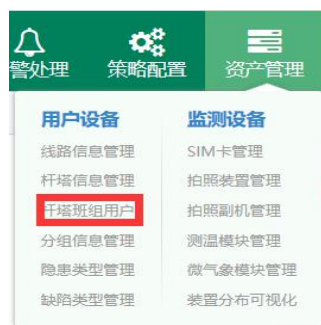 警处理 策略配置 资产管理
用户设备 监测设备
线路信息管理 SIM卡管理
杆塔信息管理 拍照装置管理
杆塔班组用户 拍照副机管理
分组信息管理 测温模块管理
隐患类型管理 微气象模块管理
缺陷类型管理 装置分布可视化